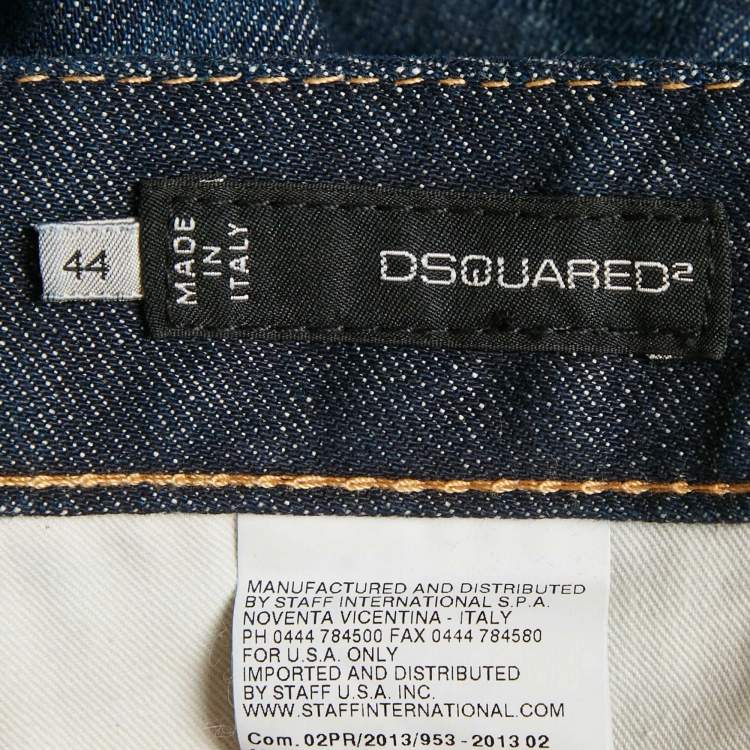 44
MADE
IN
ITALY
DSQUARED2
MANUFACTURED AND DISTRIBUTED
BY STAFF INTERNATIONAL S.P.A.
NOVENTA VICENTINA - ITALY
PH 0444 784500 FAX 0444 784580
FOR U.S.A. ONLY
IMPORTED AND DISTRIBUTED
BY STAFF U.S.A. INC.
WWW.STAFFINTERNATIONAL.COM
Com. 02PR/2013/953 - 2013 02